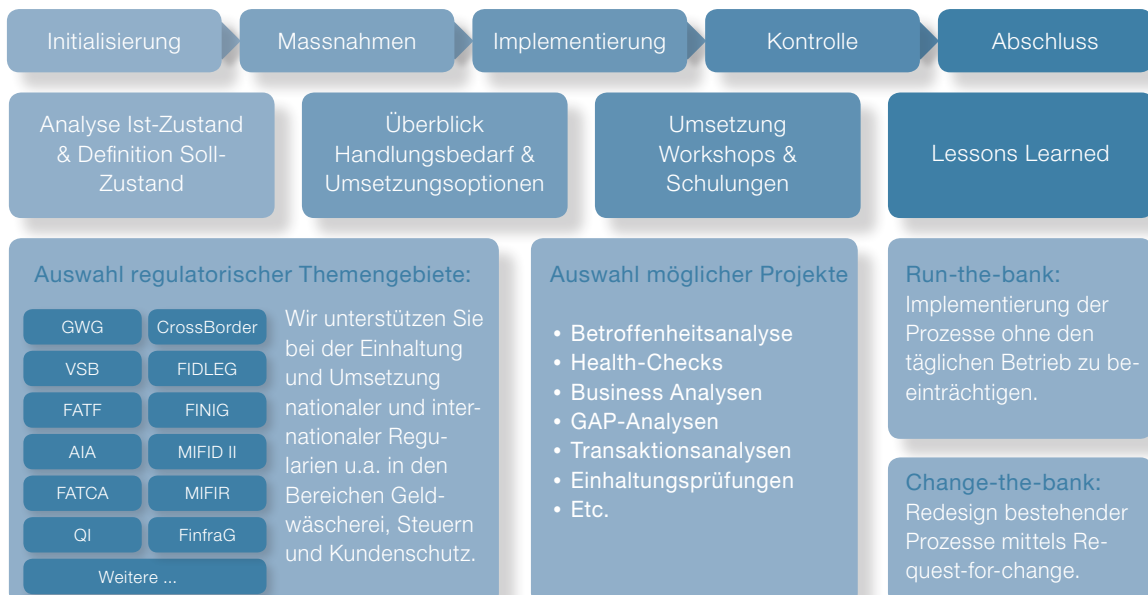 Initialisierung
Massnahmen
Implementierung
Kontrolle
Abschluss
Analyse Ist-Zustand
& Definition Soll-
Zustand
Überblick
Handlungsbedarf &
Umsetzungsoptionen
Umsetzung
Workshops &
Schulungen
Lessons Learned
Auswahl regulatorischer Themengebiete:
GWG
CrossBorder
VSB
FIDLEG
FATF
FINIG
AIA
MIFID II
FATCA
MIFIR
QI
FinfraG
Weitere ...
Wir unterstützen Sie
bei der Einhaltung
und Umsetzung
nationaler und inter-
nationaler Regu-
larien u.a. in den
Bereichen Geld-
wäscherei, Steuern
und Kundenschutz.
Auswahl möglicher Projekte
• Betroffenheitsanalyse
• Health-Checks
• Business Analysen
• GAP-Analysen
• Transaktionsanalysen
• Einhaltungsprüfungen
• Etc.
Run-the-bank:
Implementierung der
Prozesse ohne den
täglichen Betrieb zu be-
einträchtigen.
Change-the-bank:
Redesign bestehender
Prozesse mittels Re-
quest-for-change.